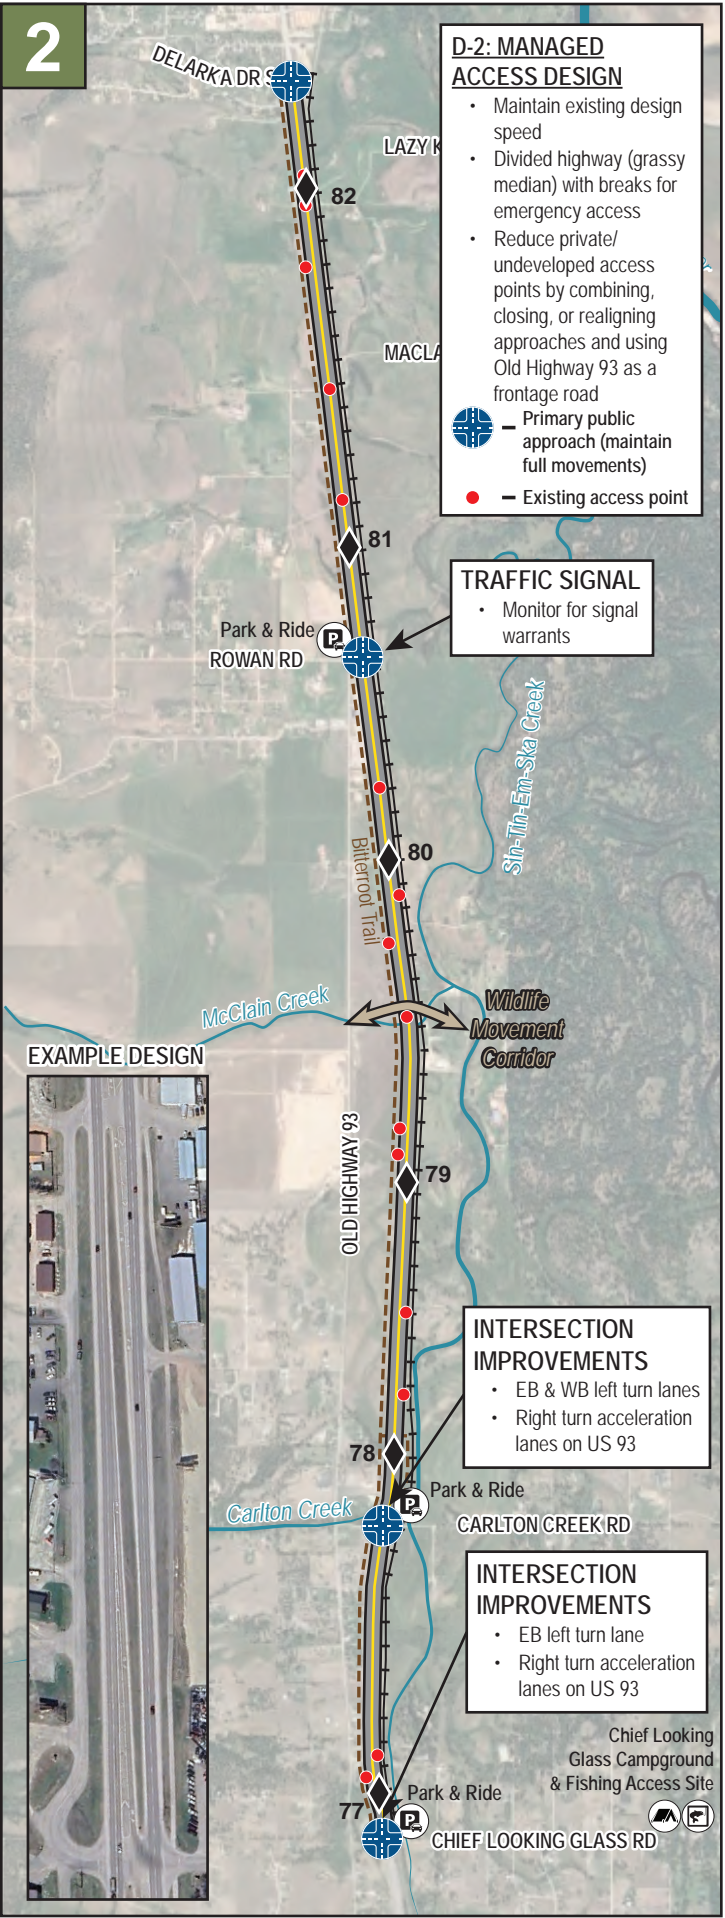 2
DELARKA DR S
D-2: MANAGED
ACCESS DESIGN
• Maintain existing design
speed
• Divided highway (grassy
median) with breaks for
emergency access
• Reduce private/
undeveloped access
points by combining,
closing, or realigning
approaches and using
Old Highway 93 as a
frontage road
– Primary public
approach (maintain
full movements)
– Existing access point
LAZY K
82
MACLA
81
TRAFFIC SIGNAL
• Monitor for signal
warrants
Park & Ride
P
ROWAN RD
Sin-Tin-Em-Ska Creek
80
Bitterroot Trail
McClain Creek
Wildlife
Movement
Corridor
EXAMPLE DESIGN
OLD HIGHWAY 93
79
INTERSECTION
IMPROVEMENTS
• EB & WB left turn lanes
• Right turn acceleration
lanes on US 93
78
Park & Ride
P
Carlton Creek
CARLTON CREEK RD
INTERSECTION
IMPROVEMENTS
• EB left turn lane
• Right turn acceleration
lanes on US 93
Chief Looking
Glass Campground
& Fishing Access Site
77
Park & Ride
P
CHIEF LOOKING GLASS RD